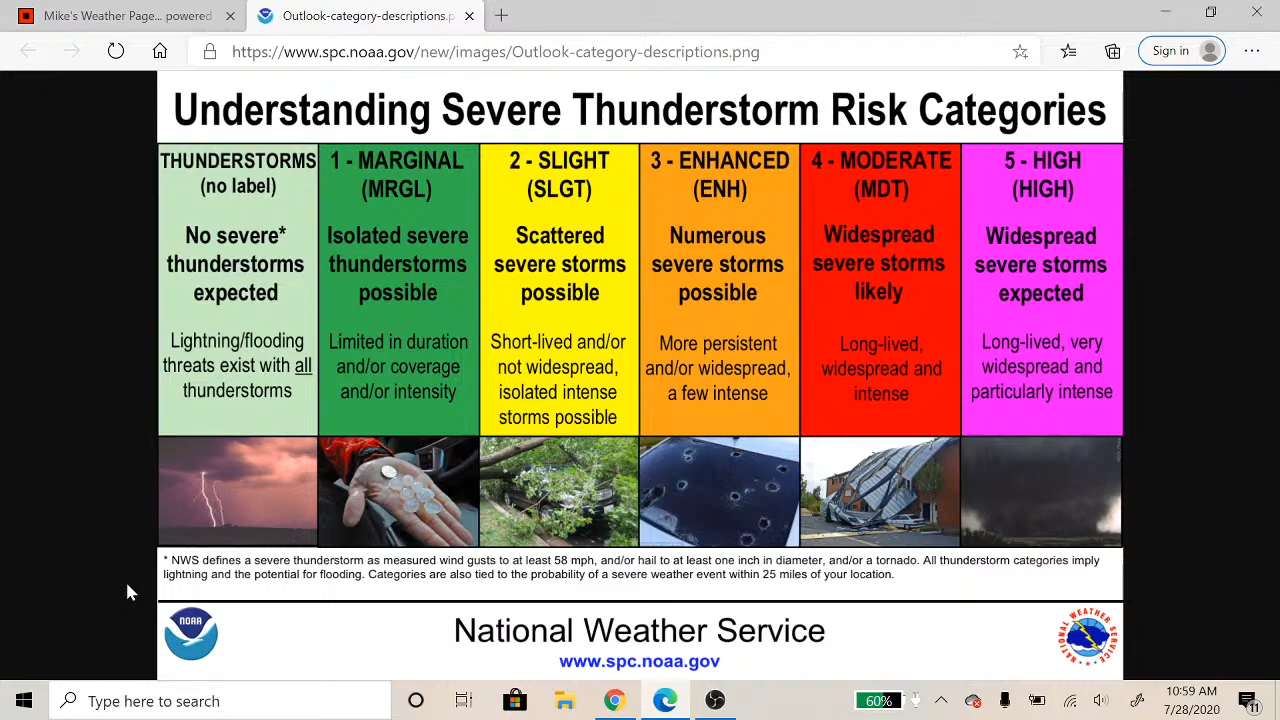 Mike's Weather Page... powered
Outlook-category-descriptions.p
https://www.spc.noaa.gov/new/images/Outlook-category-descriptions.png
Sign in
Understanding Severe Thunderstorm Risk Categories
THUNDERSTORMS
(no label)
No severe*
thunderstorms
expected
Lightning/flooding
threats exist with all
thunderstorms
1 - MARGINAL
(MRGL)
Isolated severe
thunderstorms
possible
Limited in duration
and/or coverage
and/or intensity
2 - SLIGHT
(SLGT)
Scattered
severe storms
possible
Short-lived and/or
not widespread,
isolated intense
storms possible
3 - ENHANCED
(ENH)
Numerous
severe storms
possible
More persistent
and/or widespread,
a few intense
4 - MODERATE
(MDT)
Widespread
severe storms
likely
Long-lived,
widespread and
intense
5 - HIGH
(HIGH)
Widespread
severe storms
expected
Long-lived, very
widespread and
particularly intense
* NWS defines a severe thunderstorm as measured wind gusts to at least 58 mph, and/or hail to at least one inch in diameter, and/or a tornado. All thunderstorm categories imply
lightning and the potential for flooding. Categories are also tied to the probability of a severe weather event within 25 miles of your location.
NOAA
National Weather Service
www.spc.noaa.gov
NATIONAL WEATHER SERVICE
Type here to search
60%
10:59 AM
7/28/2020
11